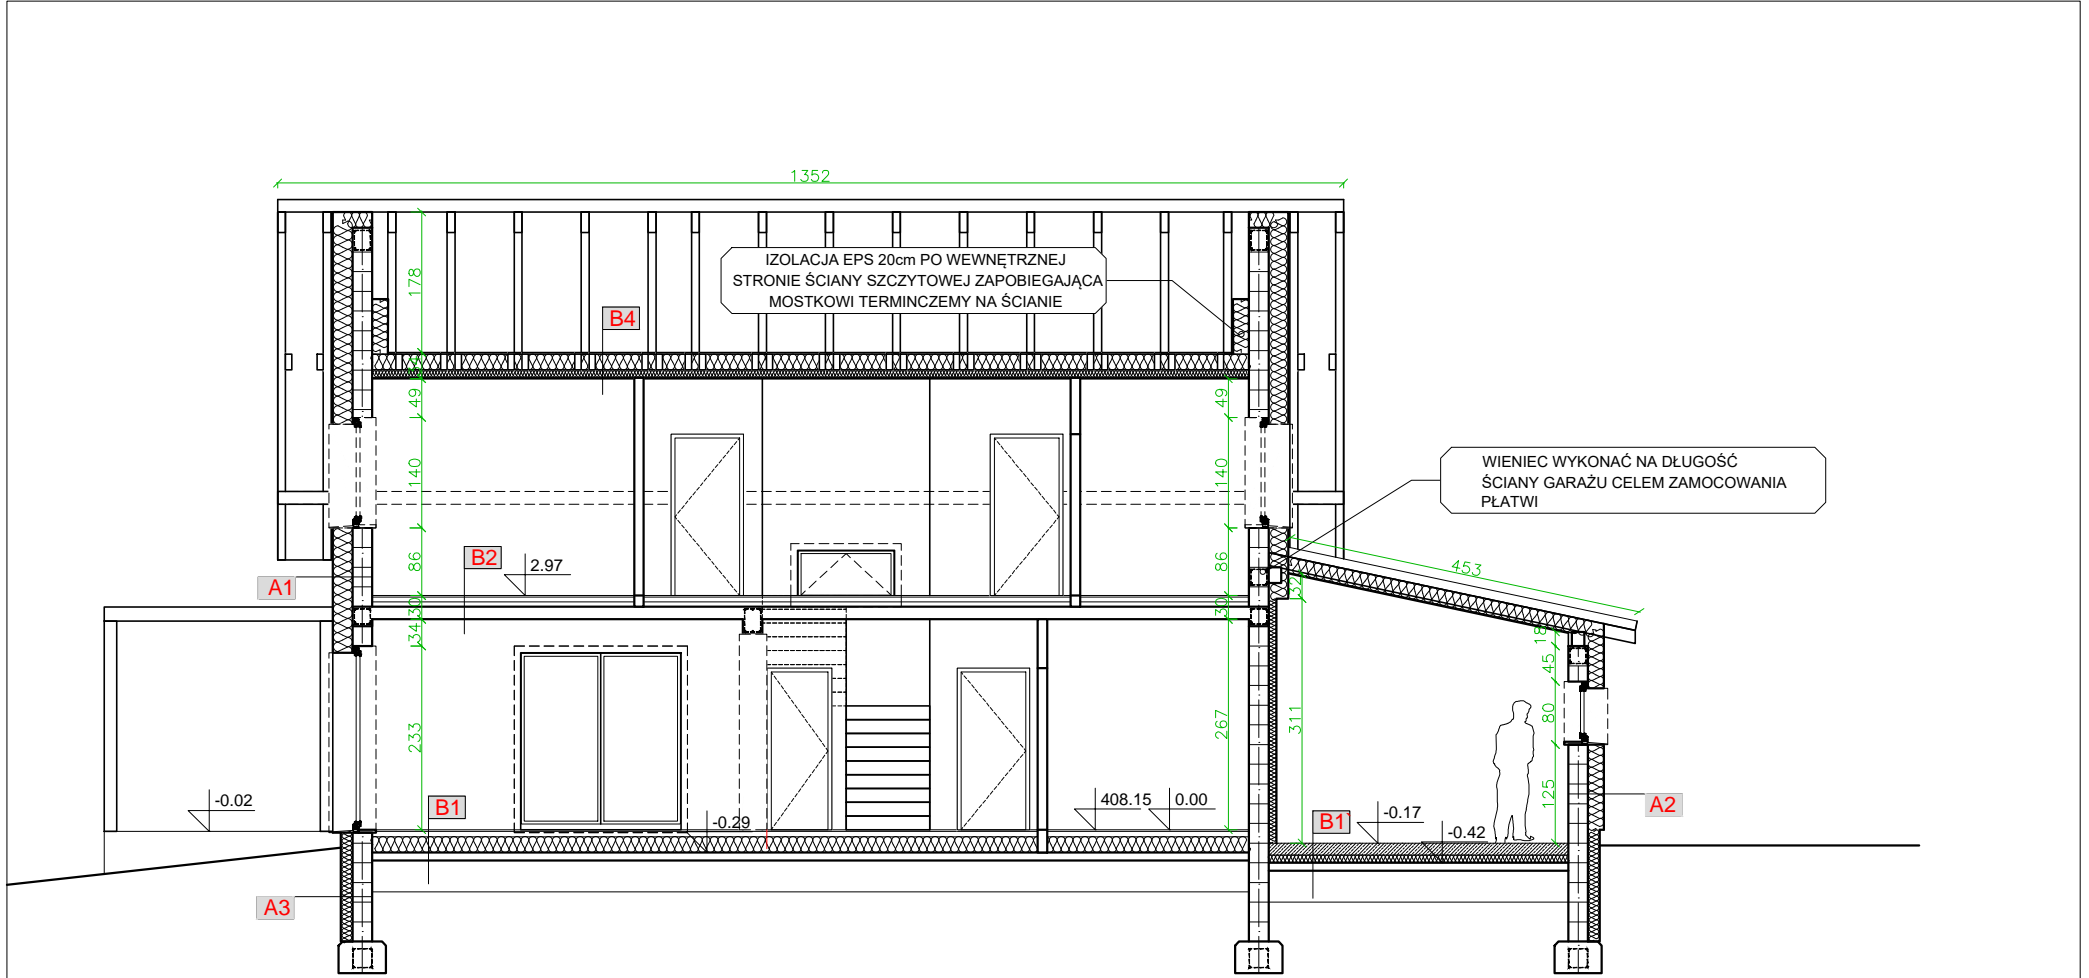 1352
IZOLACJA EPS 20cm PO WEWNĘTRZNEJ
STRONIE ŚCIANY SZCZYTOWEJ ZAPOBIEGAJĄCA
MOSTKOWI TERMINCZEMY NA ŚCIANIE
178
B4
49
49
140
140
WIENIEC WYKONAĆ NA DŁUGOŚĆ
ŚCIANY GARAŻU CELEM ZAMOCOWANIA
PŁATWI
B2
2.97
86
86
453
A1
32
30
30
34
18
45
233
267
311
80
-0.02
B1
-0.29
408.15
0.00
B1'
-0.17
-0.42
125
A2
A3